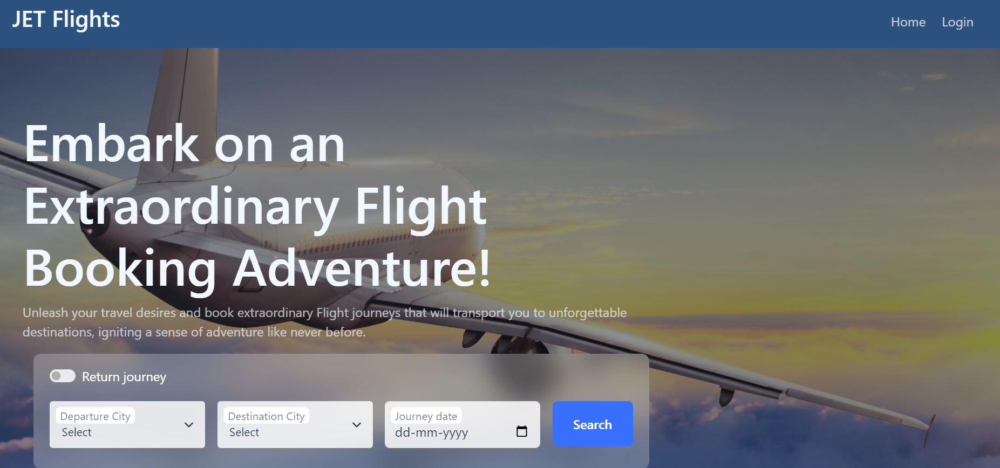 JET Flights
Home Login
Embark on an
Extraordinary Flight
Booking Adventure!
Unleash your travel desires and book extraordinary Flight journeys that will transport you to unforgettable
destinations, igniting a sense of adventure like never before.
Return journey
Departure City
Select
Destination City
Select
Journey date
dd-mm-yyyy
Search